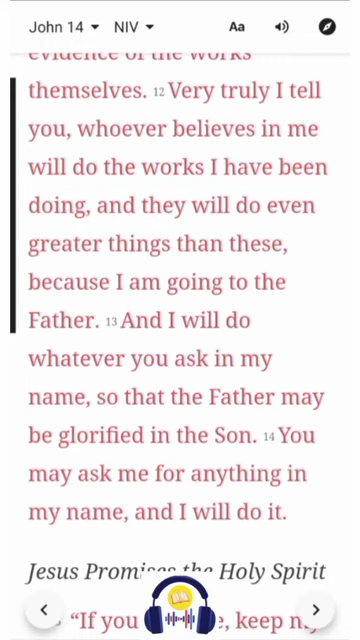 John 14 NIV Aa
evidence of the works
themselves. 12 Very truly I tell
you, whoever believes in me
will do the works I have been
doing, and they will do even
greater things than these,
because I am going to the
Father. 13 And I will do
whatever you ask in my
name, so that the Father may
be glorified in the Son. 14 You
may ask me for anything in
my name, and I will do it.
Jesus Promises the Holy Spirit
“If you keep my